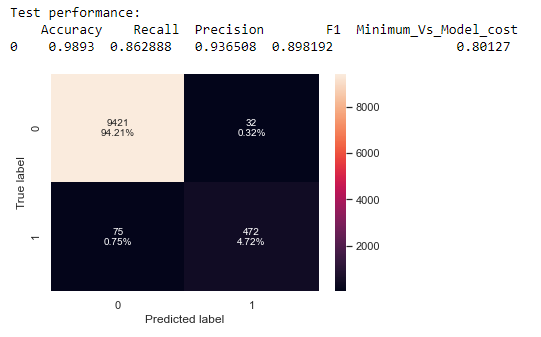 Test performance:
Accuracy Recall Precision F1 Minimum_Vs_Model_cost
0 0.9893 0.862888 0.936508 0.898192 0.80127
9421 32
94.21% 0.32%
75 472
0.75% 4.72%
0
1
True label
0 1
Predicted label
8000
6000
4000
2000